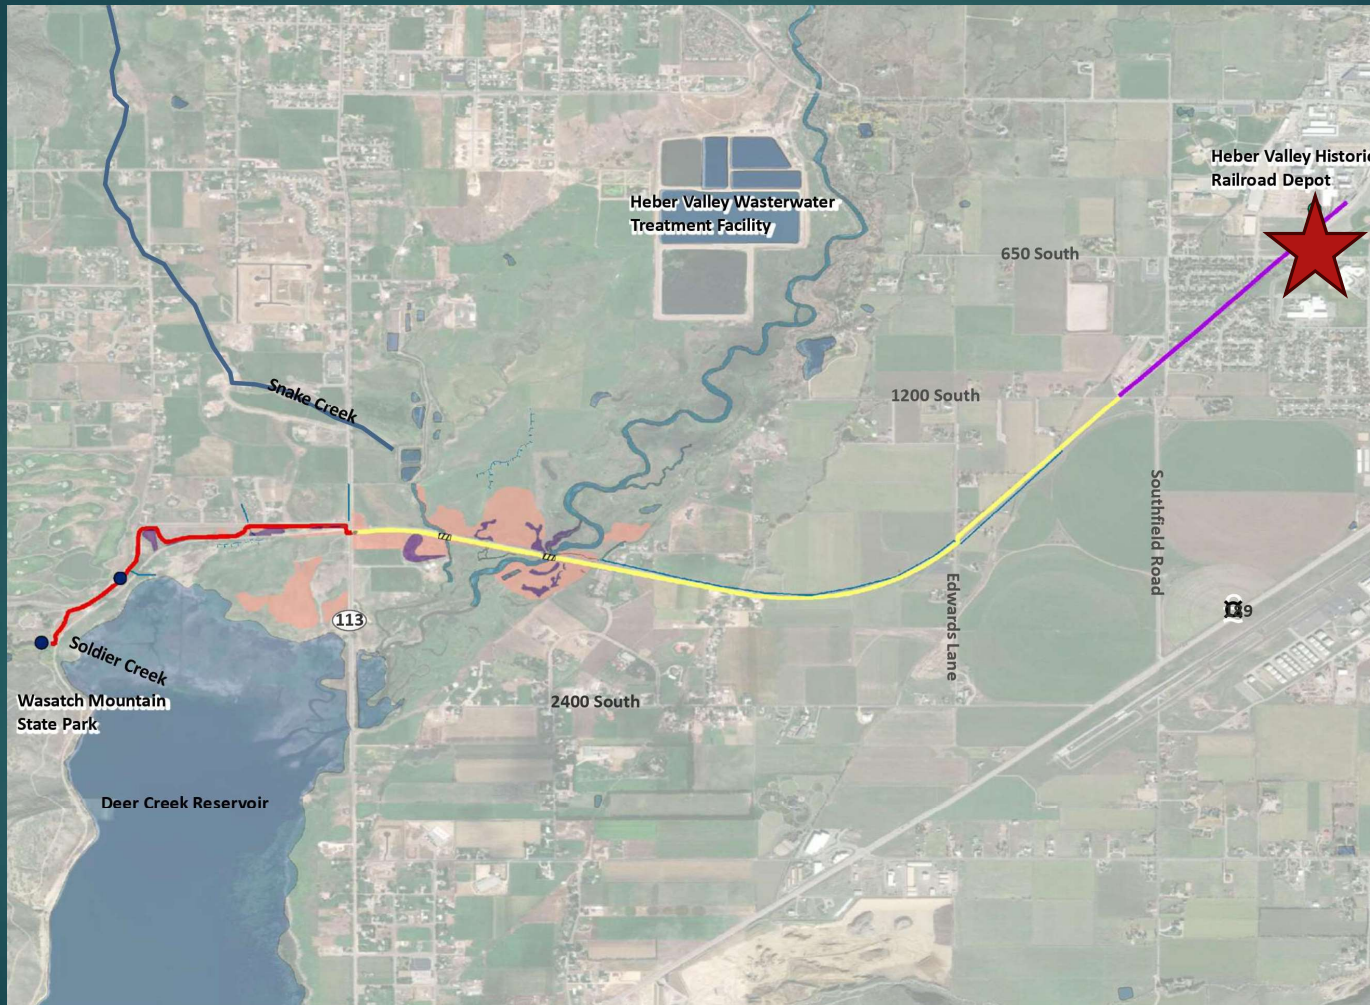 Heber Valley Historic
Railroad Depot
Heber Valley Wasterwater
Treatment Facility
650 South
Snake Creek
1200 South
Southfield Road
Edwards Lane
113
Soldier Creek
Wasatch Mountain
State Park
2400 South
Deer Creek Reservoir